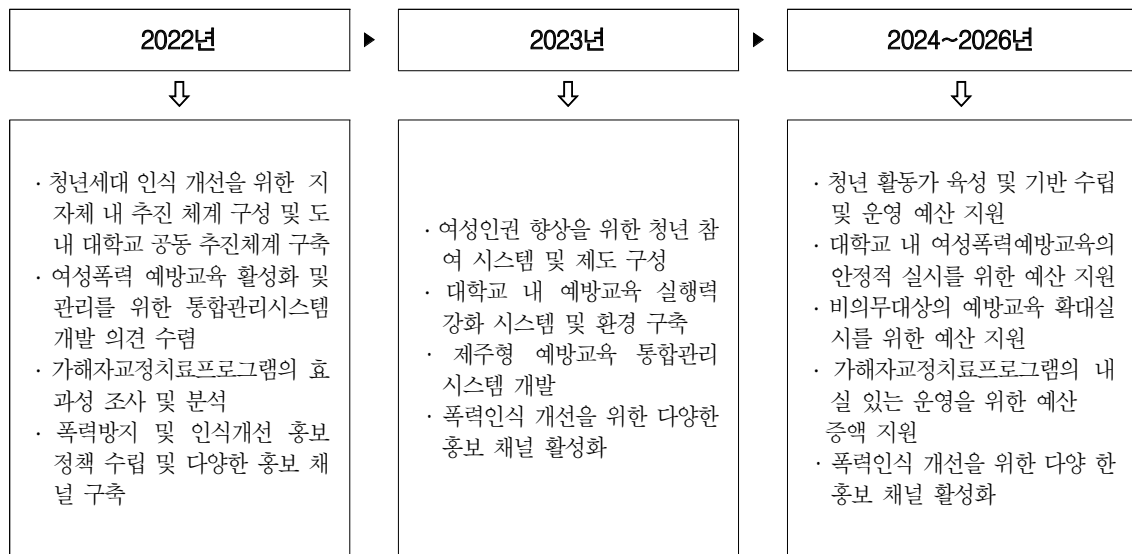 2022년
▶
2023년
▶
2024~2026년
· 청년세대 인식 개선을 위한 지
자체 내 추진 체계 구성 및 도
내 대학교 공동 추진체계 구축
· 여성폭력 예방교육 활성화 및
관리를 위한 통합관리시스템
개발 의견 수렴
· 가해자교정치료프로그램의 효
과성 조사 및 분석
· 폭력방지 및 인식개선 홍보
정책 수립 및 다양한 홍보 채
널 구축
· 여성인권 향상을 위한 청년 참
여 시스템 및 제도 구성
· 대학교 내 예방교육 실행력
강화 시스템 및 환경 구축
· 제주형 예방교육 통합관리
시스템 개발
· 폭력인식 개선을 위한 다양한
홍보 채널 활성화
· 청년 활동가 육성 및 기반 수립
및 운영 예산 지원
· 대학교 내 여성폭력예방교육의
안정적 실시를 위한 예산 지원
· 비의무대상의 예방교육 확대실
시를 위한 예산 지원
· 가해자교정치료프로그램의 내
실 있는 운영을 위한 예산
증액 지원
· 폭력인식 개선을 위한 다양 한
홍보 채널 활성화